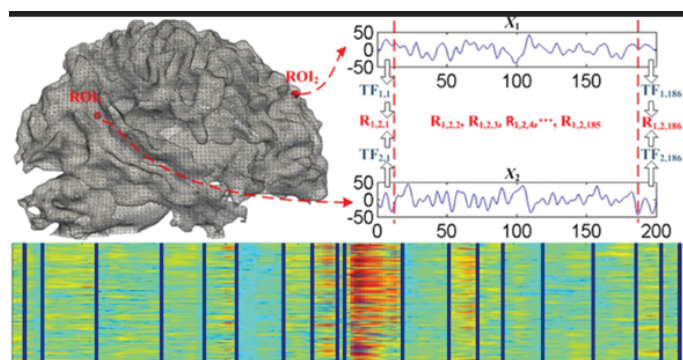 X1
50
0
-50
50 100 150
ROI2
ROI1
TF1,1
TF1,186
R1,2,1
R1,2,2, R1,2,3, R1,2,4, ···, R1,2,185
R1,2,186
TF2,1
TF2,186
X2
50
0
-50
0 50 100 150 200